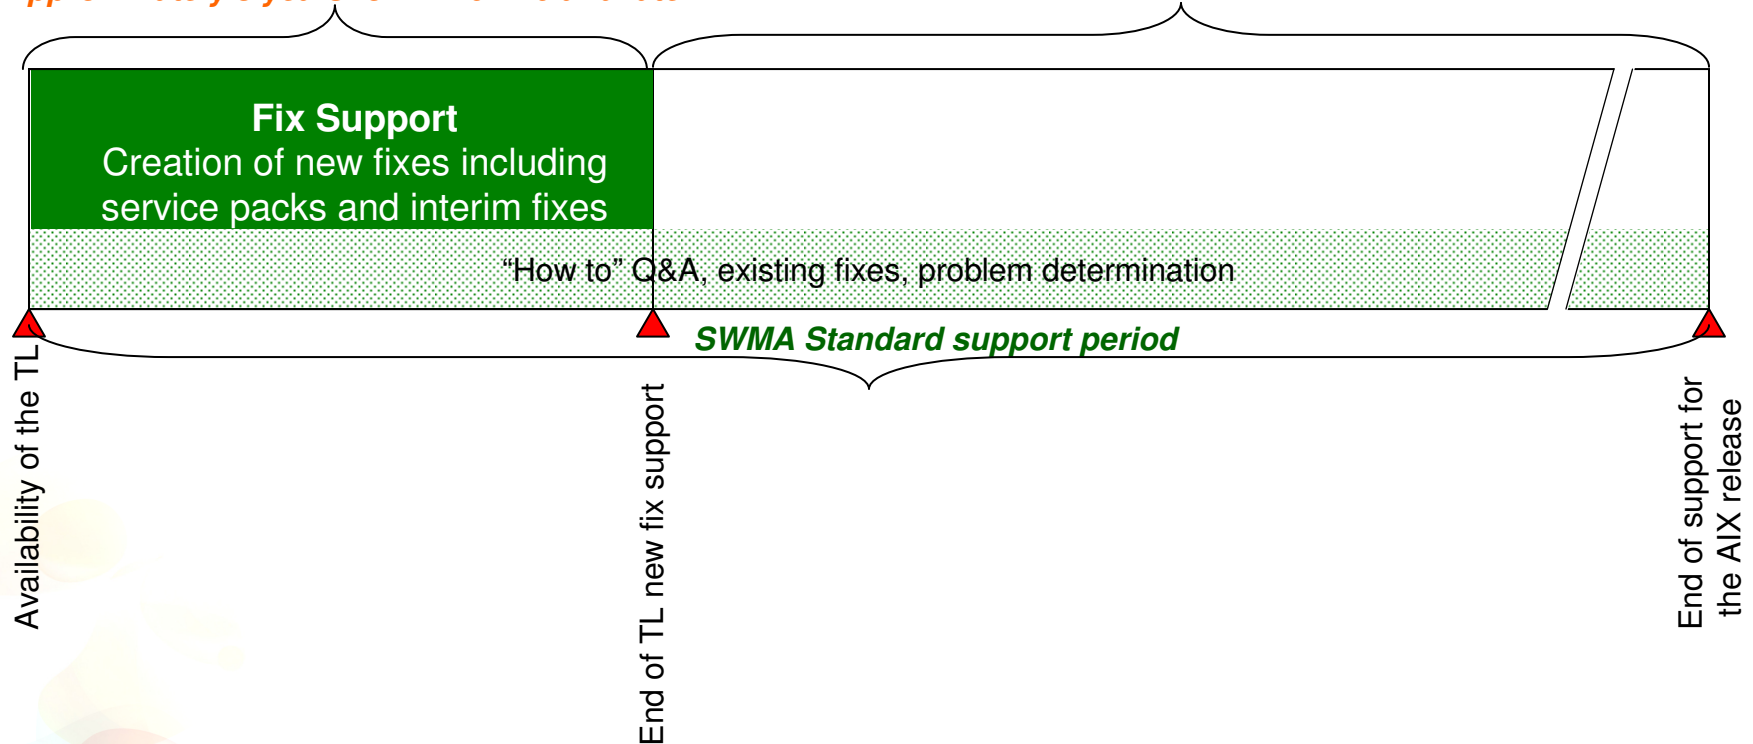 Fix Support
Creation of new fixes including
service packs and interim fixes
“How to” Q&A, existing fixes, problem determination
SWMA Standard support period
Availability of the TL
End of TL new fix support
End of support for
the AIX release